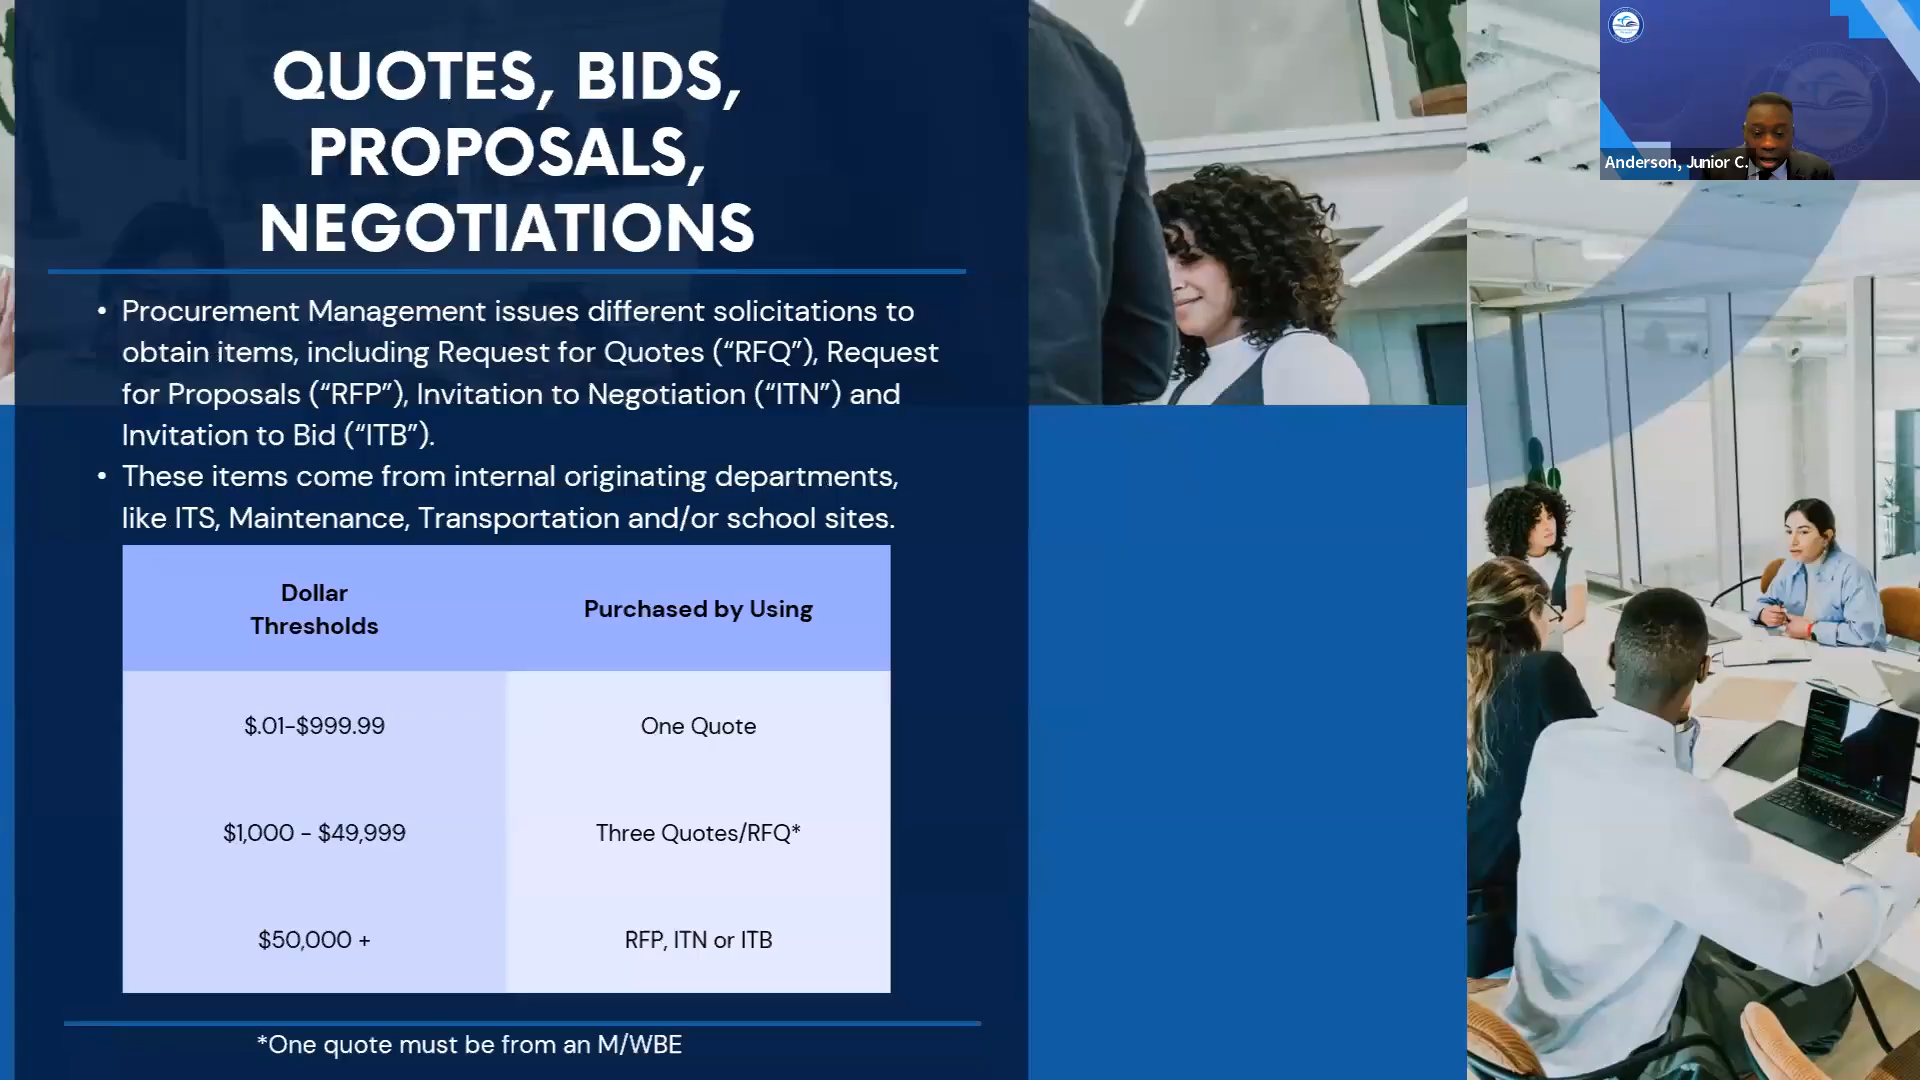 QUOTES, BIDS,
PROPOSALS,
NEGOTIATIONS
• Procurement Management issues different solicitations to
obtain items, including Request for Quotes (“RFQ”), Request
for Proposals (“RFP”), Invitation to Negotiation (“ITN”) and
Invitation to Bid (“ITB”).
• These items come from internal originating departments,
like ITS, Maintenance, Transportation and/or school sites.
Dollar
Thresholds
Purchased by Using
$.01-$999.99
One Quote
$1,000 - $49,999
Three Quotes/RFQ*
$50,000 +
RFP, ITN or ITB
*One quote must be from an M/WBE
Anderson, Junior C.